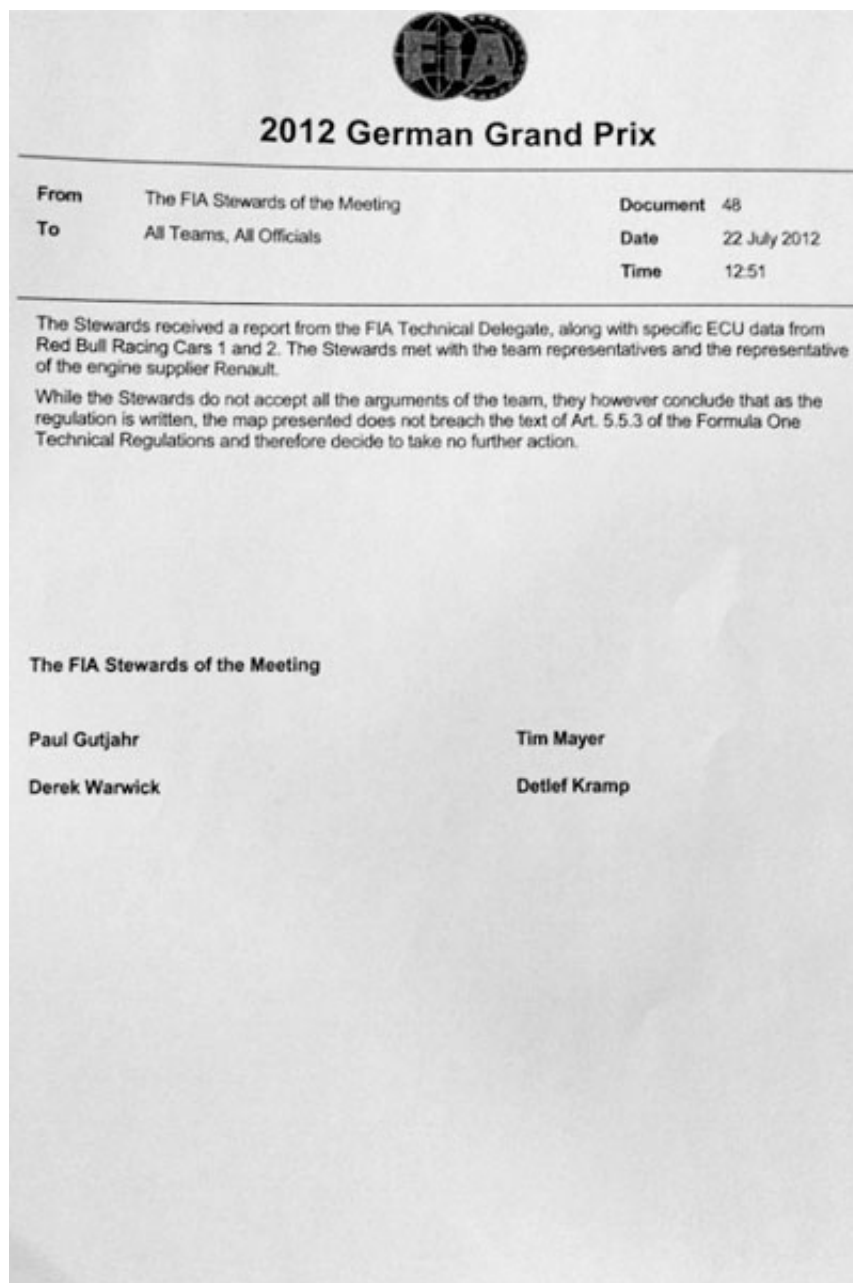 FIA
2012 German Grand Prix
From The FIA Stewards of the Meeting Document 48
To All Teams, All Officials Date 22 July 2012
Time 12:51
The Stewards received a report from the FIA Technical Delegate, along with specific ECU data from
Red Bull Racing Cars 1 and 2. The Stewards met with the team representatives and the representative
of the engine supplier Renault.
While the Stewards do not accept all the arguments of the team, they however conclude that as the
regulation is written, the map presented does not breach the text of Art. 5.5.3 of the Formula One
Technical Regulations and therefore decide to take no further action.
The FIA Stewards of the Meeting
Paul Gutjahr Tim Mayer
Derek Warwick Detlef Kramp